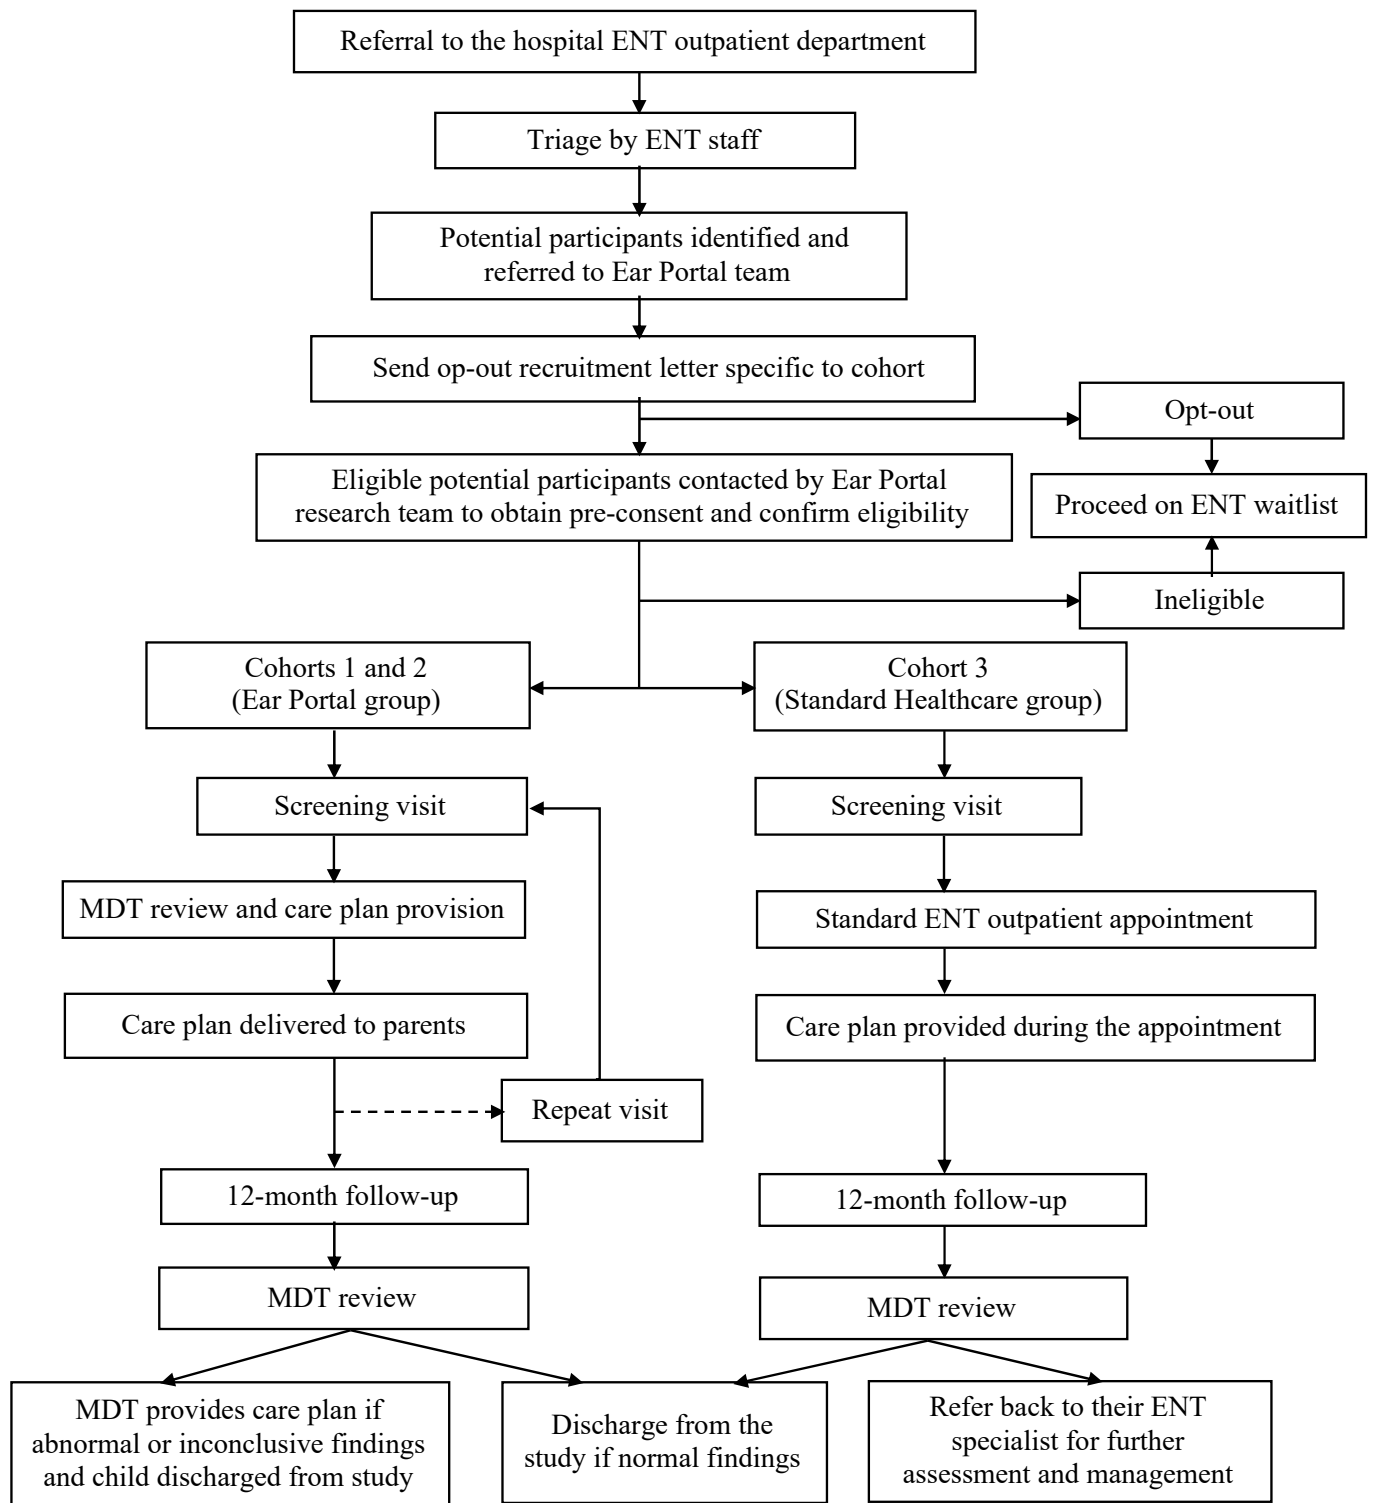 Referral to the hospital ENT outpatient department
Triage by ENT staff
Potential participants identified and
referred to Ear Portal team
Send op-out recruitment letter specific to cohort
Opt-out
Eligible potential participants contacted by Ear Portal
research team to obtain pre-consent and confirm eligibility
Proceed on ENT waitlist
Ineligible
Cohorts 1 and 2
(Ear Portal group)
Cohort 3
(Standard Healthcare group)
Screening visit
Screening visit
MDT review and care plan provision
Standard ENT outpatient appointment
Care plan delivered to parents
Care plan provided during the appointment
Repeat visit
12-month follow-up
12-month follow-up
MDT review
MDT review
MDT provides care plan if
abnormal or inconclusive findings
and child discharged from study
Discharge from the
study if normal findings
Refer back to their ENT
specialist for further
assessment and management